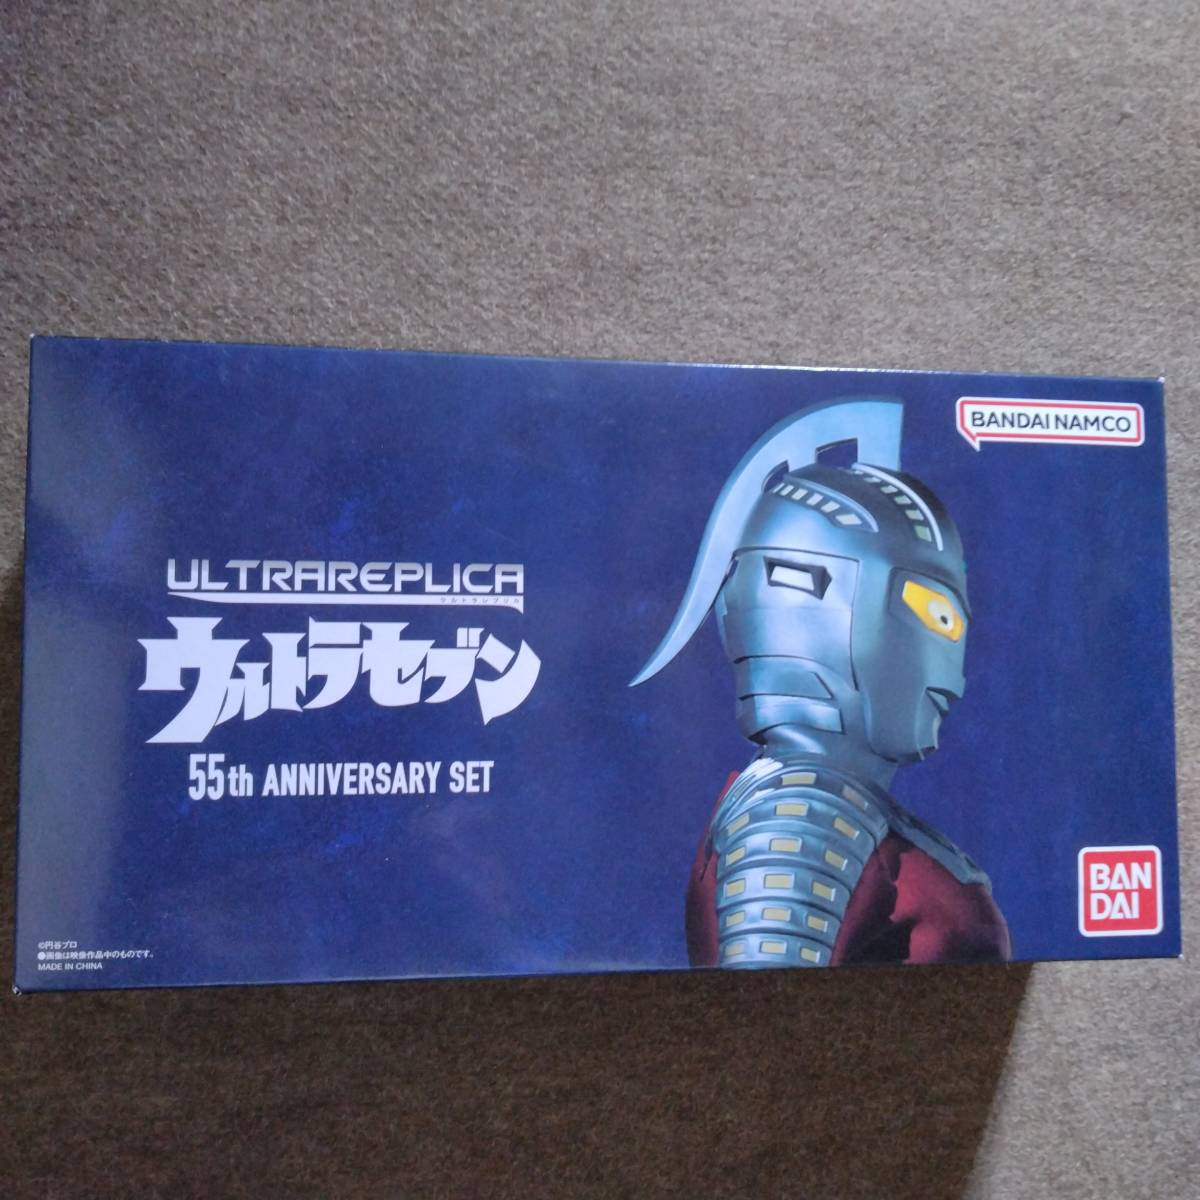 BANDAI NAMCO
ULTRAREPLICA
ウルトラレプリカ
ウルトラセブン
55th ANNIVERSARY SET
BAN
DAI
©円谷プロ
●画像は映像作品中のものです。
MADE IN CHINA